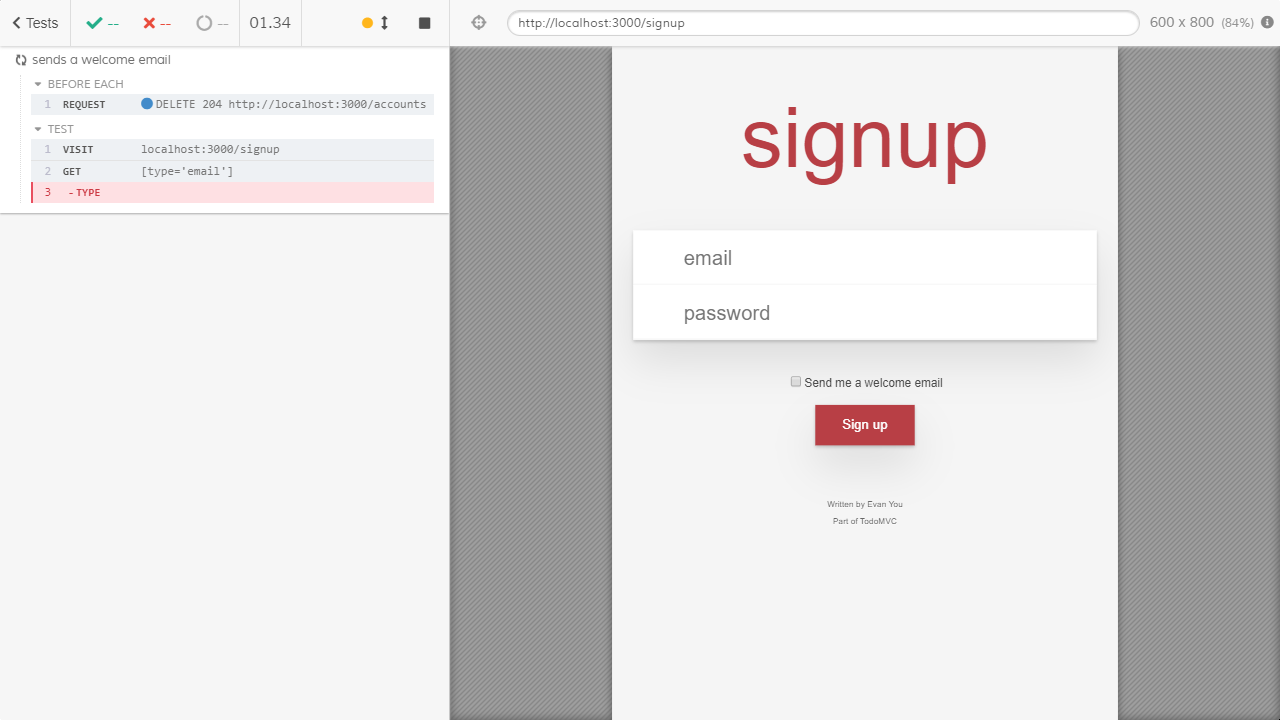 Tests -- -- -- 01.34
http://localhost:3000/signup 600 x 800 (84%)
sends a welcome email
BEFORE EACH
1 REQUEST DELETE 204 http://localhost:3000/accounts
TEST
1 VISIT localhost:3000/signup
2 GET [type='email']
3 - TYPE
signup
email
password
Send me a welcome email
Sign up
Written by Evan You
Part of TodoMVC